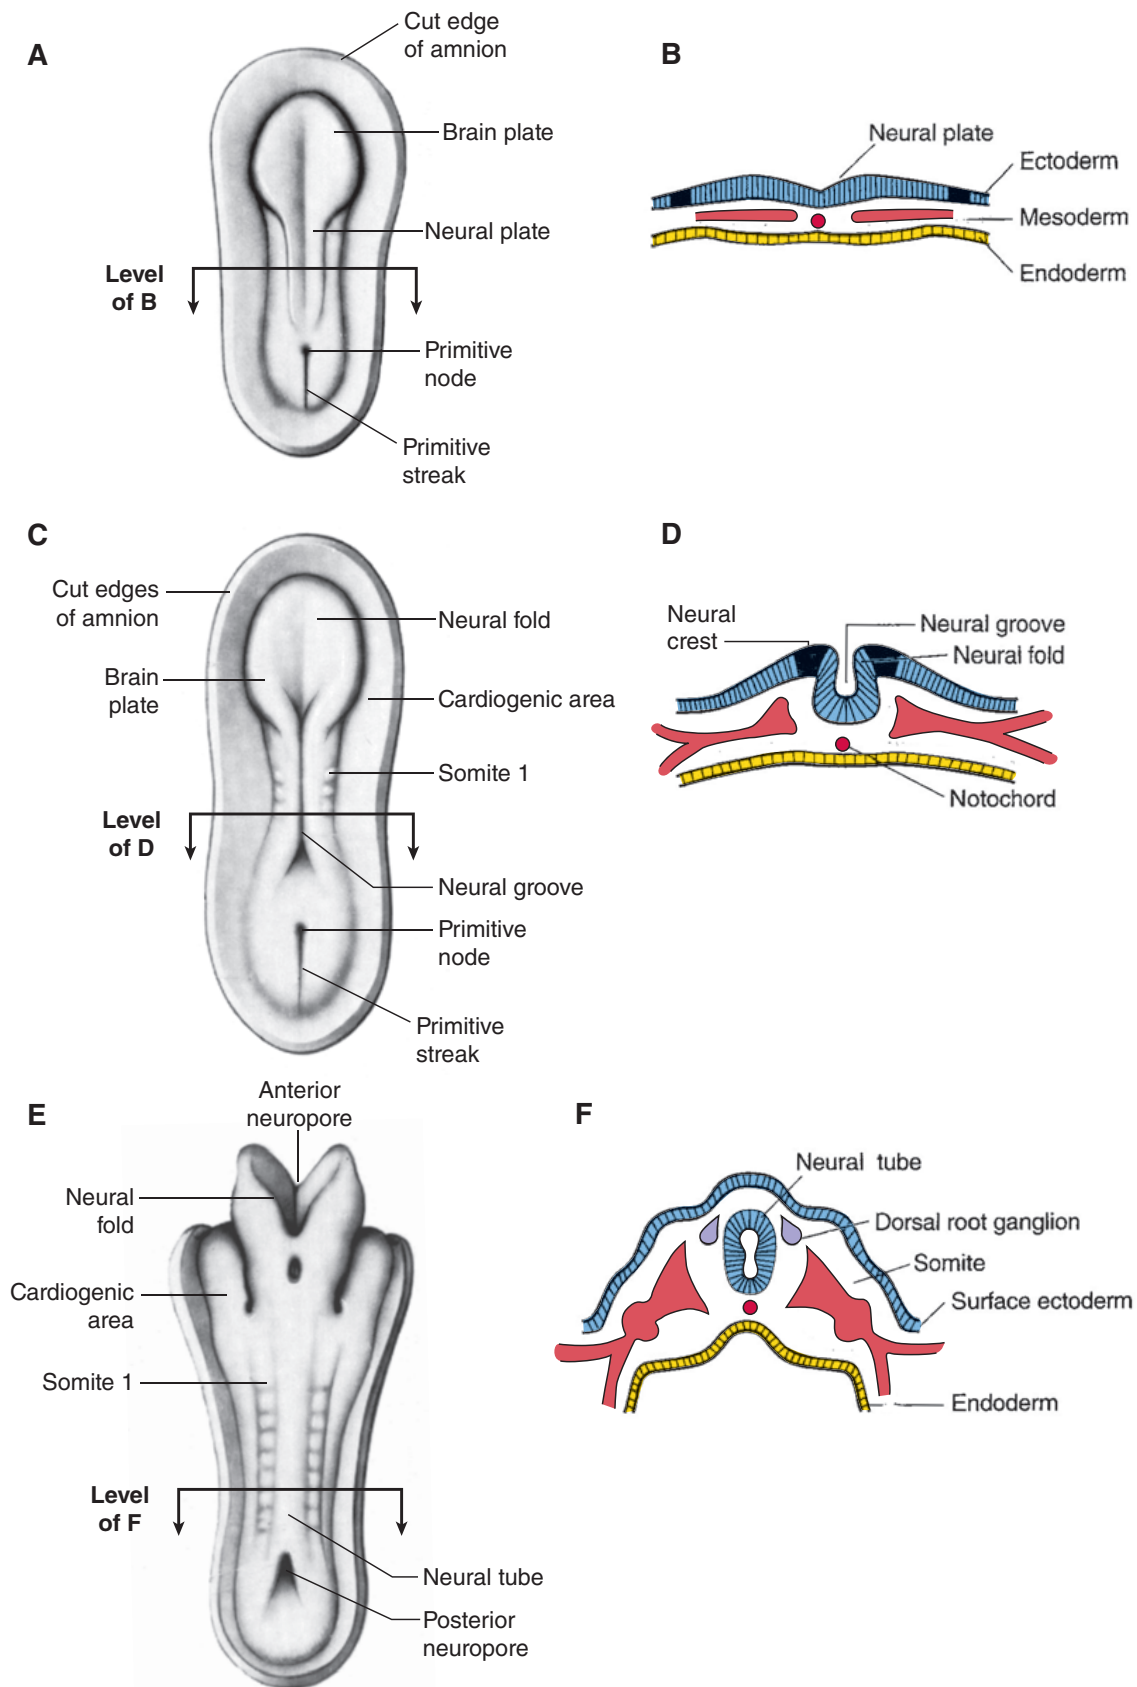 A
Cut edge
of amnion
Brain plate
Neural plate
Level
of B
Primitive
node
Primitive
streak
B
Neural plate
Ectoderm
Mesoderm
Endoderm
C
Cut edges
of amnion
Neural fold
Brain
plate
Cardiogenic area
Somite 1
Level
of D
Neural groove
Primitive
node
Primitive
streak
D
Neural
crest
Neural groove
Neural fold
Notochord
E
Anterior
neuropore
Neural
fold
Cardiogenic
area
Somite 1
Level
of F
Neural tube
Posterior
neuropore
F
Neural tube
Dorsal root ganglion
Somite
Surface ectoderm
Endoderm